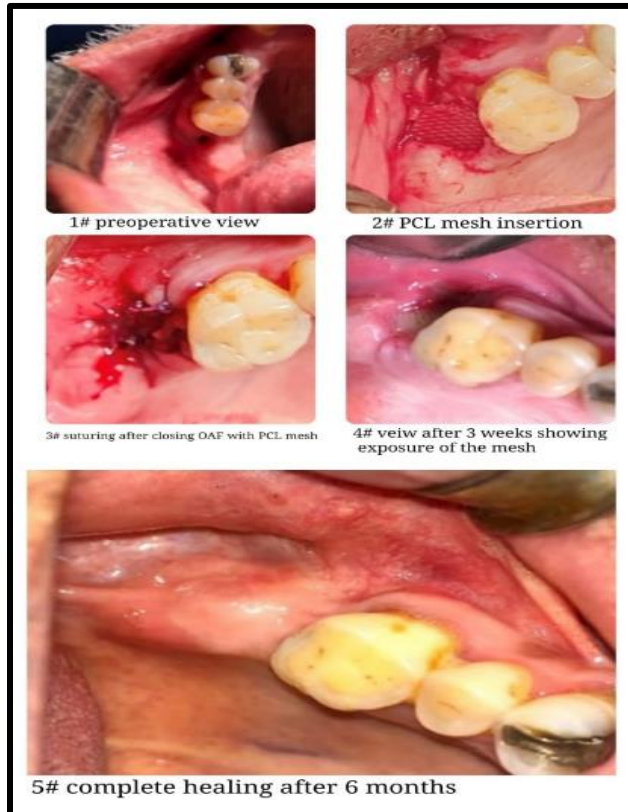 1# preoperative view
2# PCL mesh insertion
3# suturing after closing OAF with PCL mesh
4# veiw after 3 weeks showing
exposure of the mesh
5# complete healing after 6 months